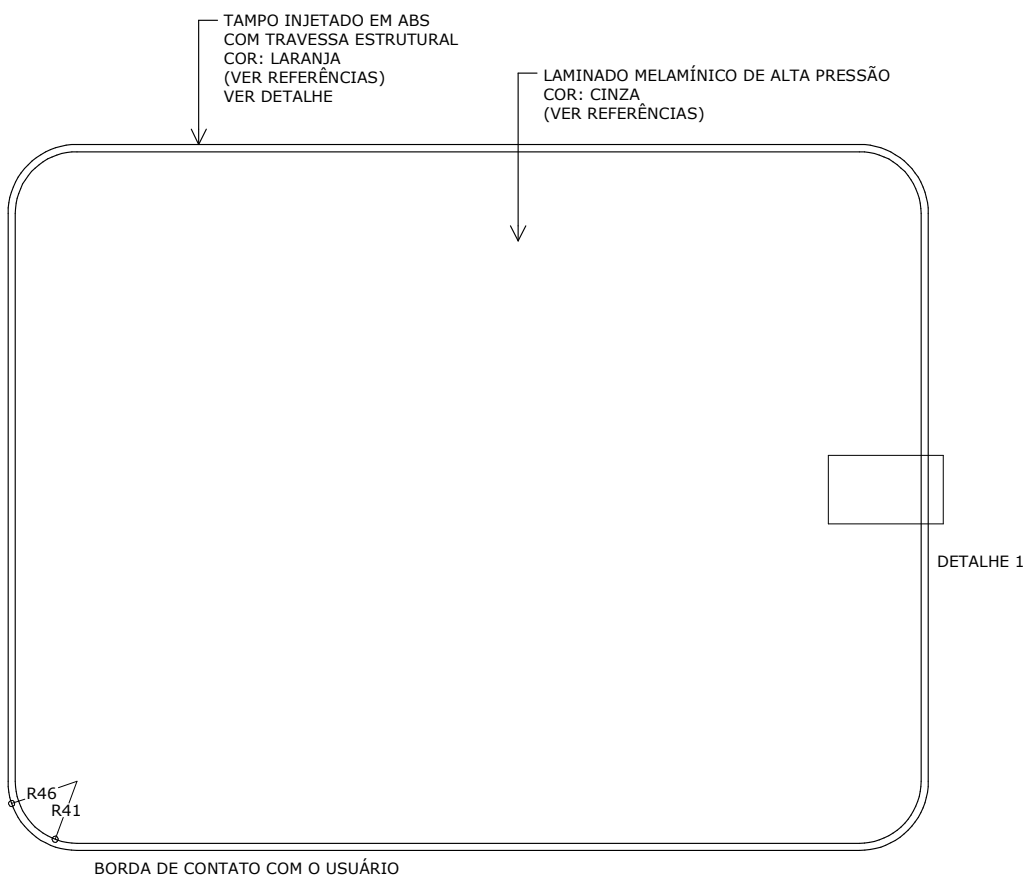 TAMPO INJETADO EM ABS
COM TRAVESSA ESTRUTURAL
COR: LARANJA
(VER REFERÊNCIAS)
VER DETALHE
LAMINADO MELAMÍNICO DE ALTA PRESSÃO
COR: CINZA
(VER REFERÊNCIAS)
DETALHE 1
R46
R41
BORDA DE CONTATO COM O USUÁRIO